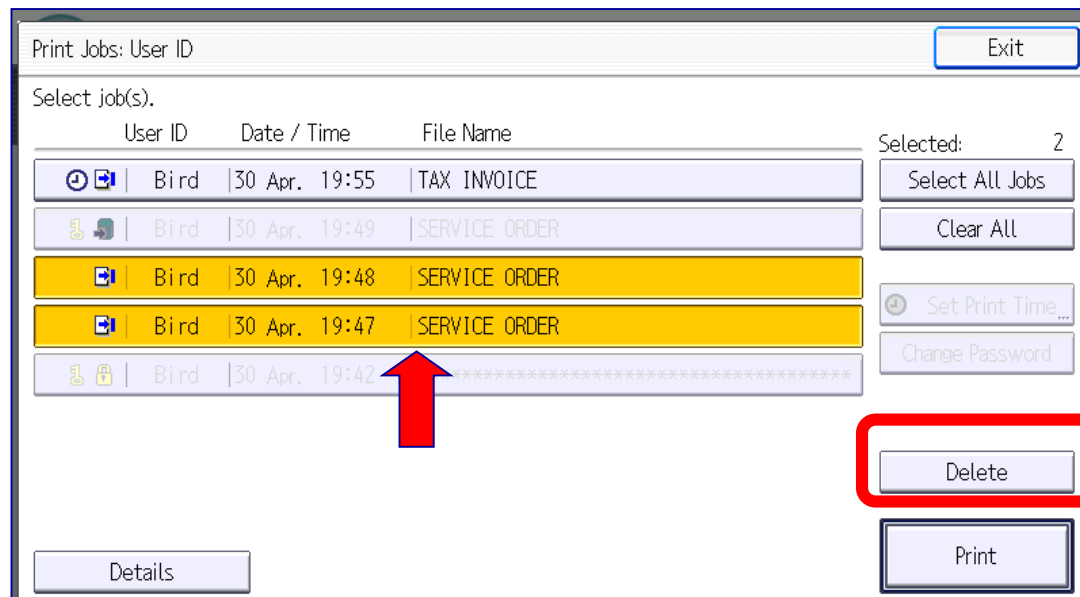 Print Jobs: User ID
Exit
Select job(s).
User ID Date / Time File Name
Selected: 2
Bird 30 Apr. 19:55 TAX INVOICE
Select All Jobs
Bird 30 Apr. 19:49 SERVICE ORDER
Clear All
Bird 30 Apr. 19:48 SERVICE ORDER
Set Print Time...
Bird 30 Apr. 19:47 SERVICE ORDER
Change Password
Bird 30 Apr. 19:42 ***************************************
Delete
Print
Details